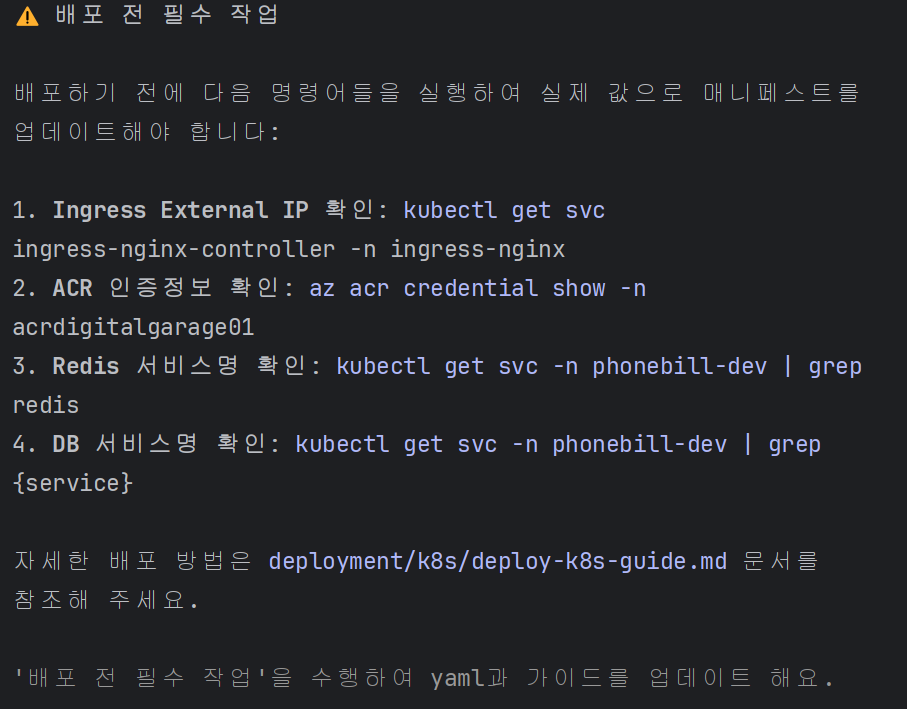 ⚠ 배포 전 필수 작업
배포하기 전에 다음 명령어들을 실행하여 실제 값으로 매니페스트를
업데이트해야 합니다:
1. Ingress External IP 확인: kubectl get svc
ingress-nginx-controller -n ingress-nginx
2. ACR 인증정보 확인: az acr credential show -n
acrdigitalgarage01
3. Redis 서비스명 확인: kubectl get svc -n phonebill-dev | grep
redis
4. DB 서비스명 확인: kubectl get svc -n phonebill-dev | grep
{service}
자세한 배포 방법은 deployment/k8s/deploy-k8s-guide.md 문서를
참조해 주세요.
'배포 전 필수 작업'을 수행하여 yaml과 가이드를 업데이트 해요.